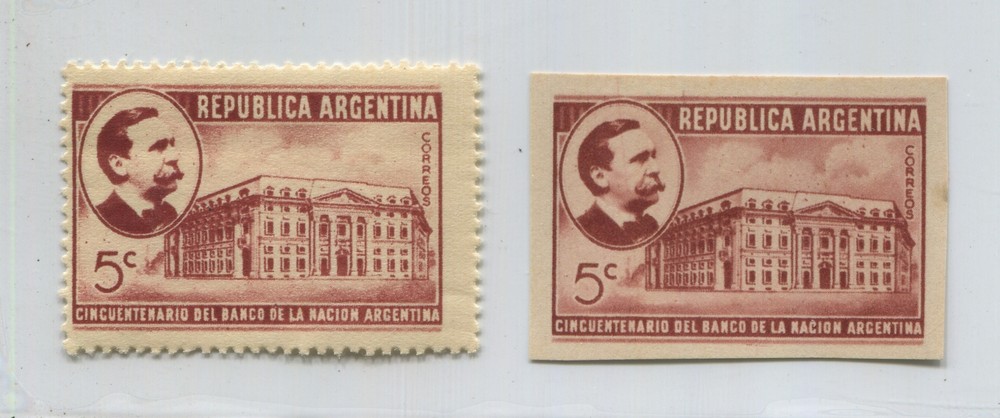 REPUBLICA ARGENTINA
CORREOS
5c
CINCUENTENARIO DEL BANCO DE LA NACION ARGENTINA
REPUBLICA ARGENTINA
CORREOS
5c
CINCUENTENARIO DEL BANCO DE LA NACION ARGENTINA